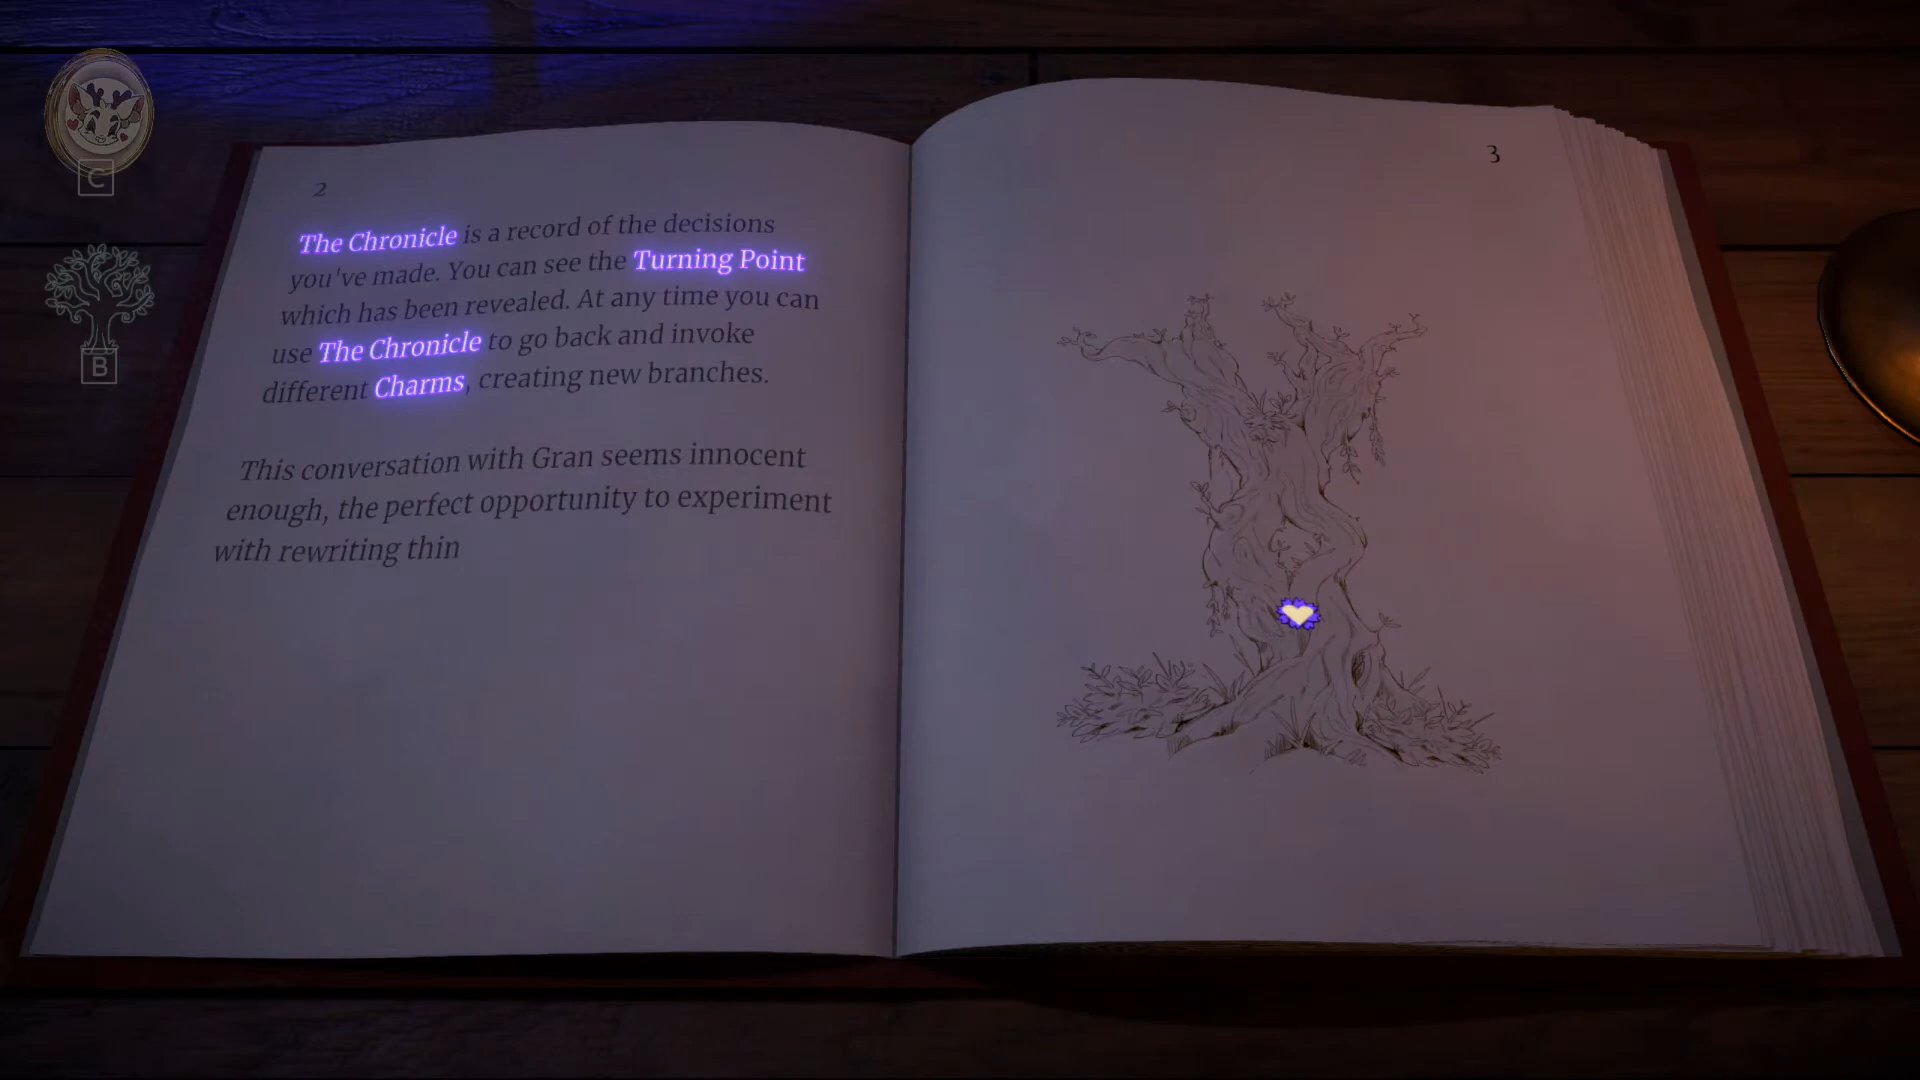 C
B
2
The Chronicle is a record of the decisions
you've made. You can see the Turning Point
which has been revealed. At any time you can
use The Chronicle to go back and invoke
different Charms, creating new branches.
This conversation with Gran seems innocent
enough, the perfect opportunity to experiment
with rewriting thin
3